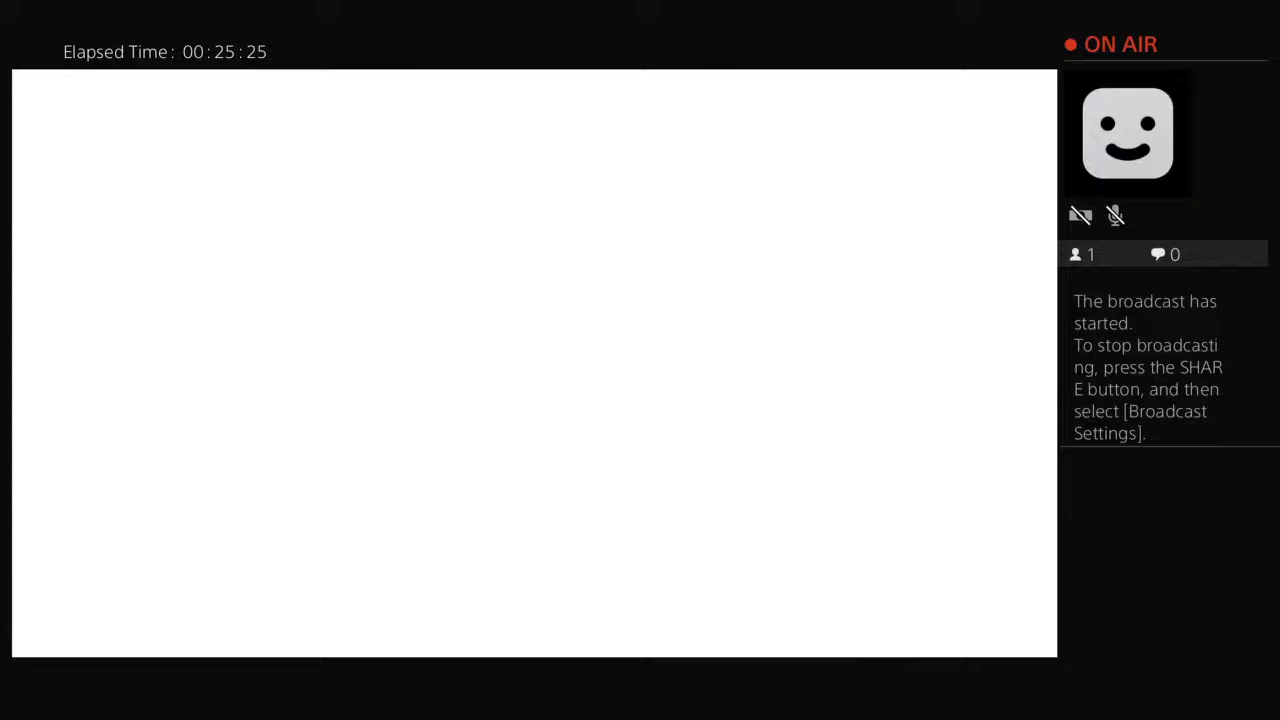 Elapsed Time: 00:25:25
ON AIR
1 0
The broadcast has
started.
To stop broadcasti
ng, press the SHAR
E button, and then
select [Broadcast
Settings].